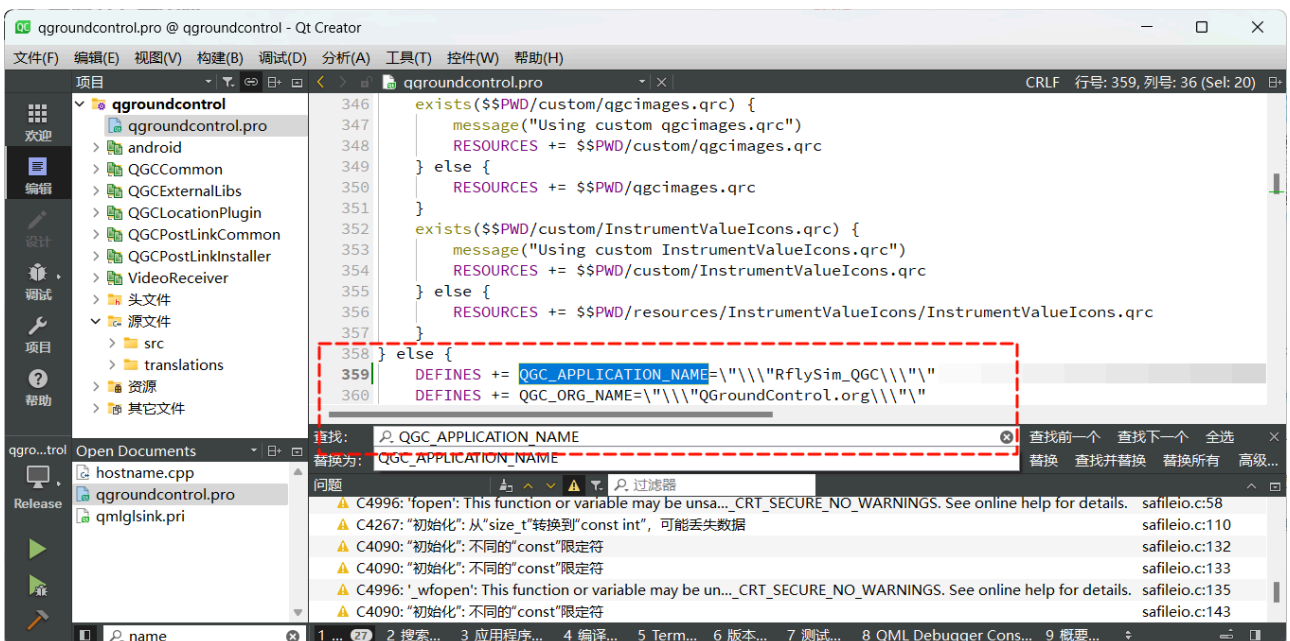 qgroundcontrol.pro @ qgroundcontrol - Qt Creator
文件(F) 编辑(E) 视图(V) 构建(B) 调试(D) 分析(A) 工具(T) 控件(W) 帮助(H)
项目
qgroundcontrol.pro
CRLF 行号: 359, 列号: 36 (Sel: 20)
欢迎
编辑
设计
调试
项目
帮助
qgro...trol
Release
qgroundcontrol
qgroundcontrol.pro
android
QGCCommon
QGCExternalLibs
QGCLocationPlugin
QGCPostLinkCommon
QGCPostLinkInstaller
VideoReceiver
头文件
源文件
src
translations
资源
其它文件
Open Documents
hostname.cpp
qgroundcontrol.pro
qmlglsink.pri
name
346 exists($$PWD/custom/qgcimages.qrc) {
347 message("Using custom qgcimages.qrc")
348 RESOURCES += $$PWD/custom/qgcimages.qrc
349 } else {
350 RESOURCES += $$PWD/qgcimages.qrc
351 }
352 exists($$PWD/custom/InstrumentValueIcons.qrc) {
353 message("Using custom InstrumentValueIcons.qrc")
354 RESOURCES += $$PWD/custom/InstrumentValueIcons.qrc
355 } else {
356 RESOURCES += $$PWD/resources/InstrumentValueIcons/InstrumentValueIcons.qrc
357 }
358 } else {
359 DEFINES += QGC_APPLICATION_NAME=\"\\\"RflySim_QGC\\\"\"
360 DEFINES += QGC_ORG_NAME=\"\\\"QGroundControl.org\\\"\"
查找: QGC_APPLICATION_NAME 查找前一个 查找下一个 全选
替换为: QGC_APPLICATION_NAME 替换 查找并替换 替换所有 高级...
问题 过滤器
C4996: 'fopen': This function or variable may be unsa..._CRT_SECURE_NO_WARNINGS. See online help for details. safileio.c:58
C4267: “初始化”: 从“size_t”转换到“const int”，可能丢失数据 safileio.c:110
C4090: “初始化”: 不同的“const”限定符 safileio.c:132
C4090: “初始化”: 不同的“const”限定符 safileio.c:133
C4996: '_wfopen': This function or variable may be un..._CRT_SECURE_NO_WARNINGS. See online help for details. safileio.c:135
C4090: “初始化”: 不同的“const”限定符 safileio.c:143
1 ... 27 2 搜索... 3 应用程序... 4 编译... 5 Term... 6 版本... 7 测试... 8 QML Debugger Cons... 9 概要...